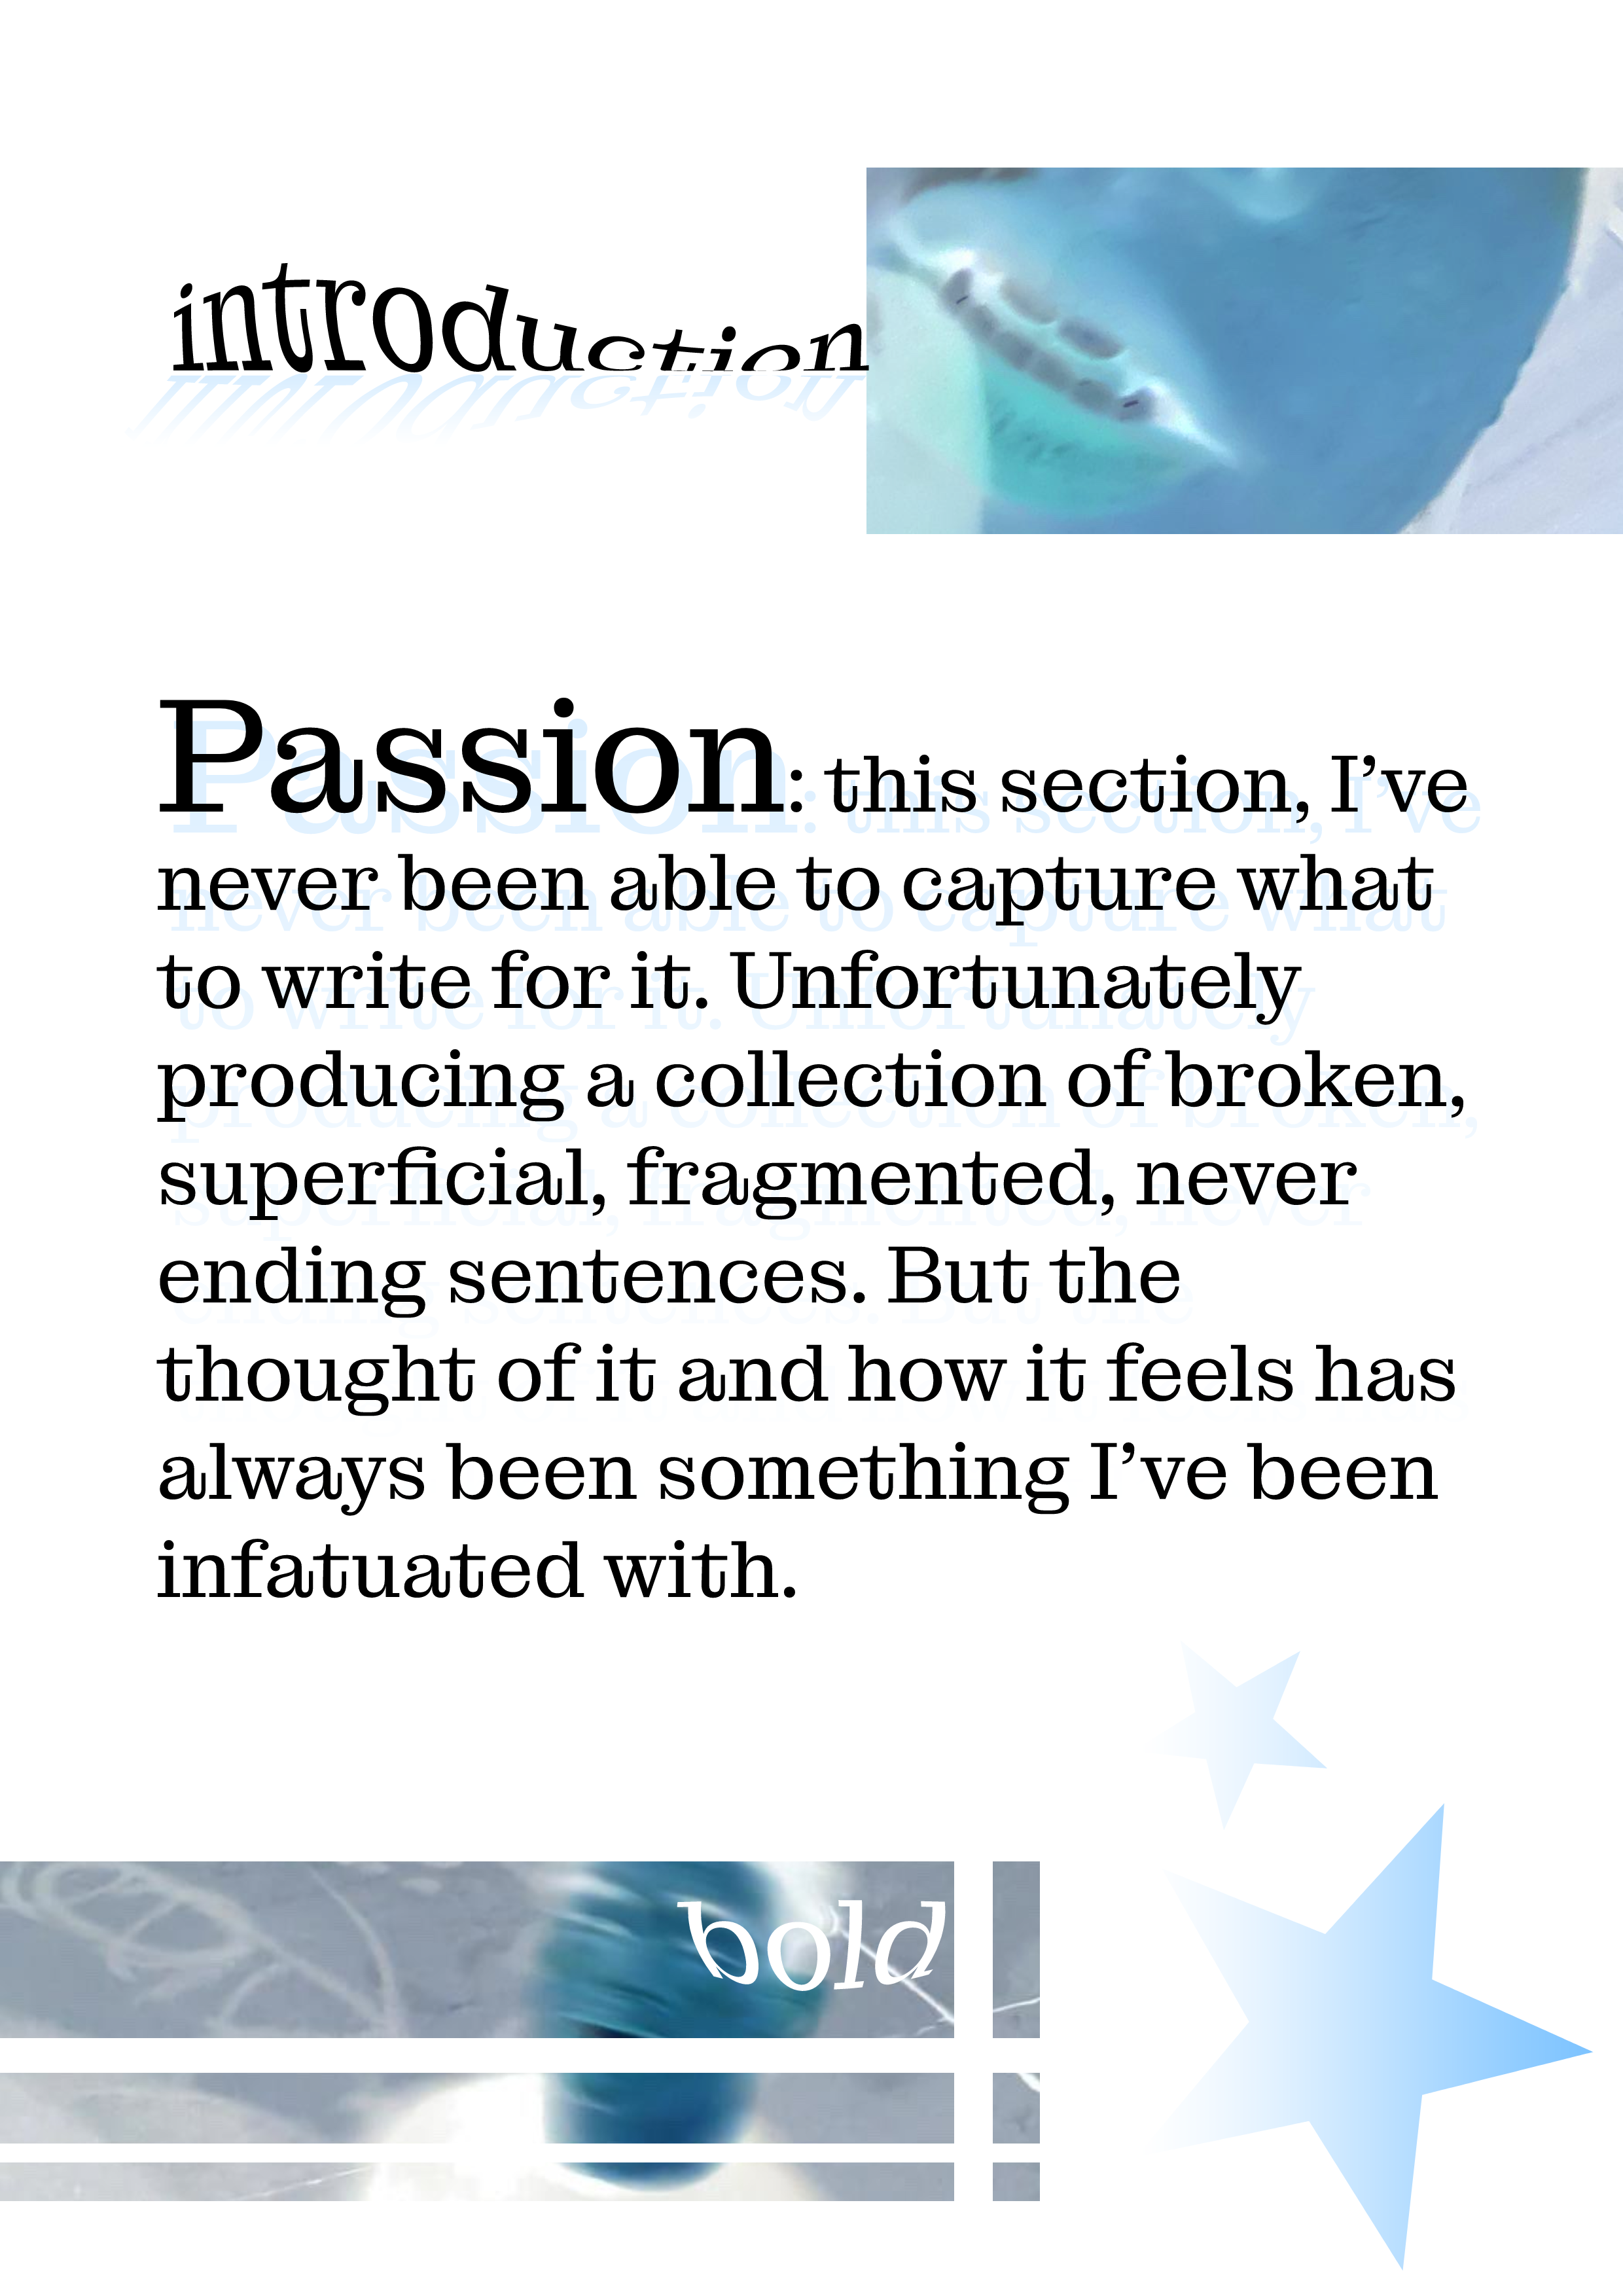 introduction
Passion: this section, I’ve
never been able to capture what
to write for it. Unfortunately
producing a collection of broken,
superficial, fragmented, never
ending sentences. But the
thought of it and how it feels has
always been something I’ve been
infatuated with.
bold